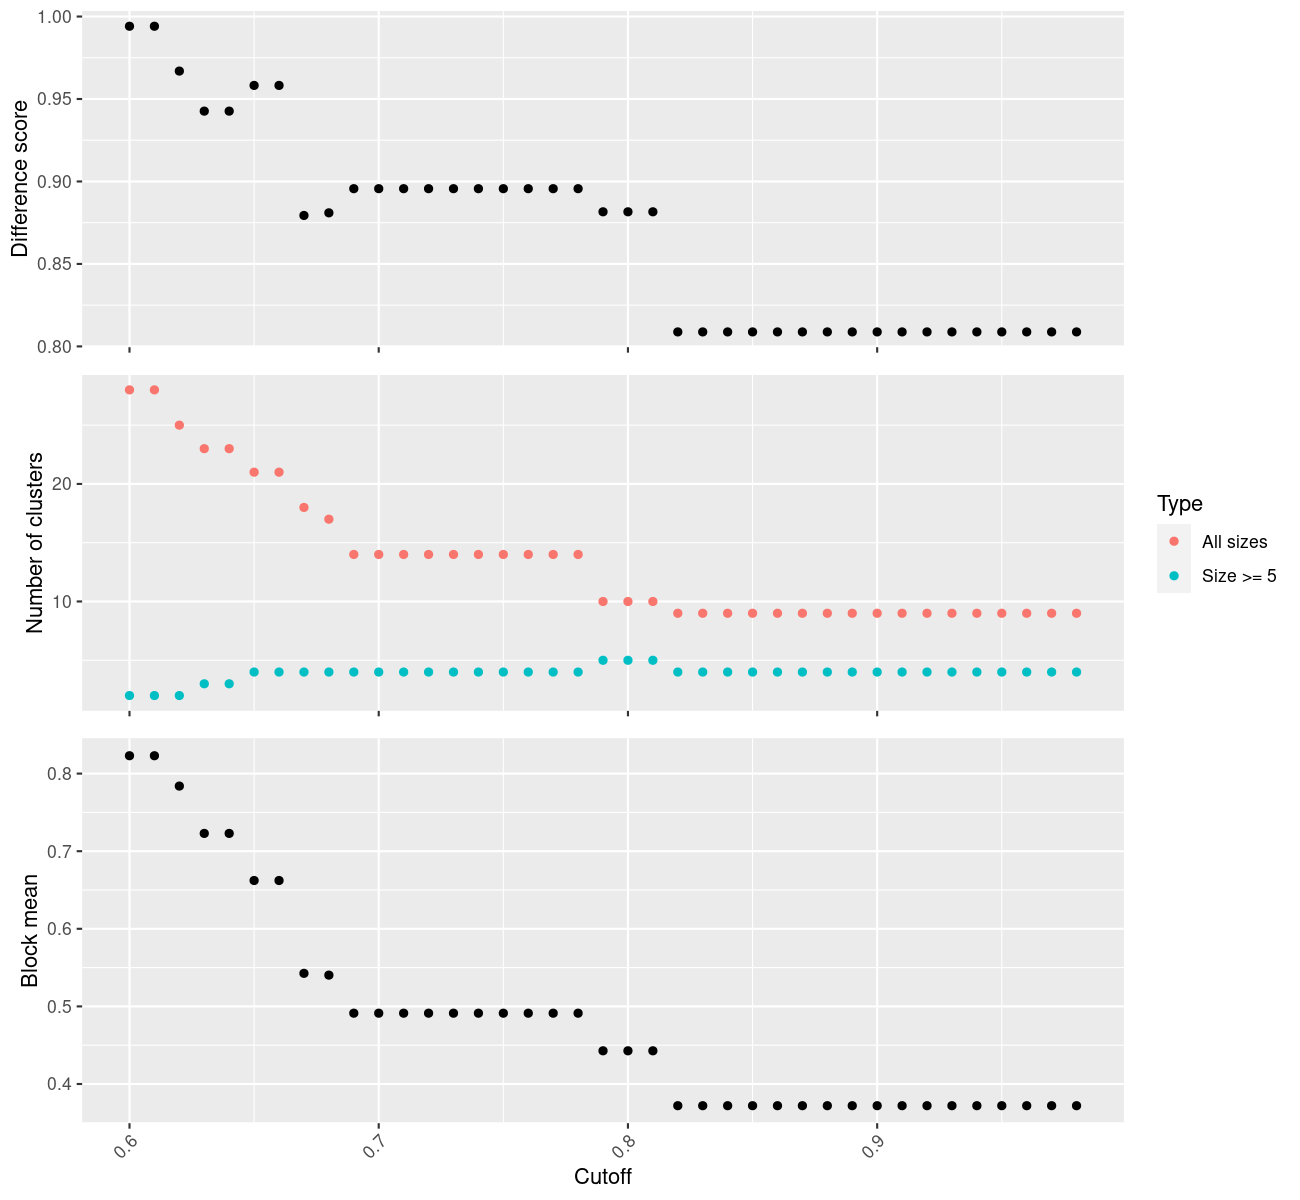 Difference score
1.00
0.95
0.90
0.85
0.80
Number of clusters
20
10
Type
All sizes
Size >= 5
Block mean
0.8
0.7
0.6
0.5
0.4
0.6
0.7
0.8
0.9
Cutoff